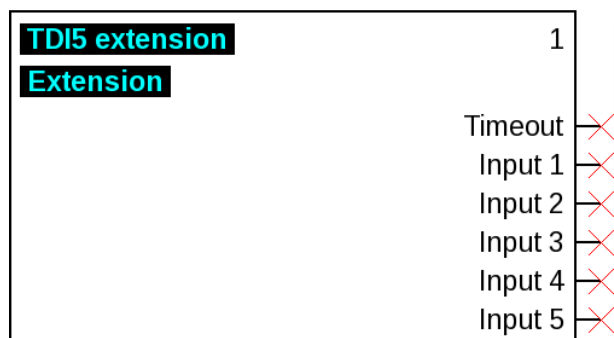 TDI5 extension 1
Extension
Timeout
Input 1
Input 2
Input 3
Input 4
Input 5